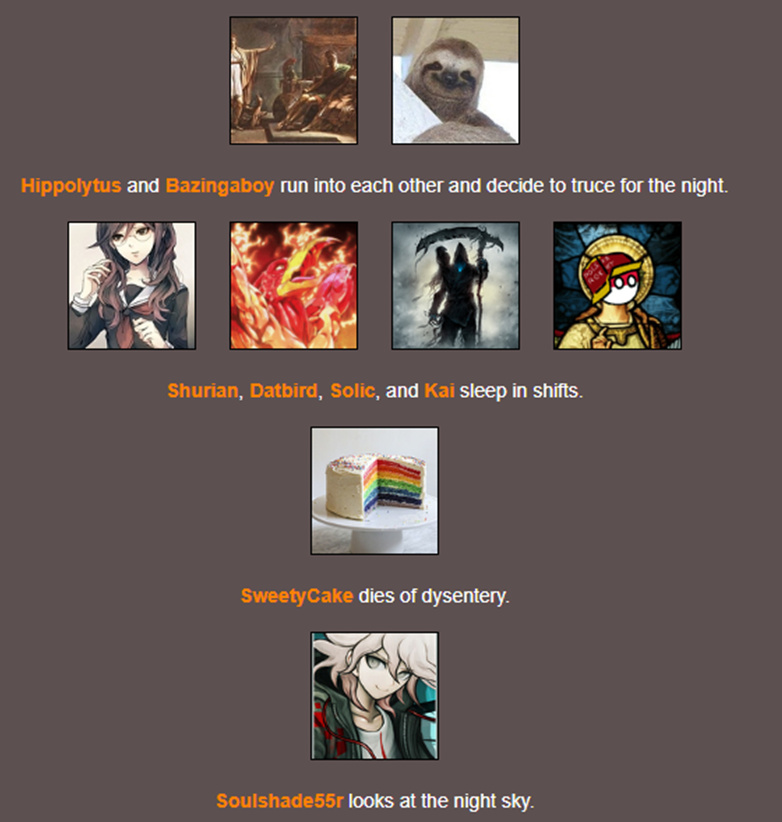 Hippolytus and Bazingaboy run into each other and decide to truce for the night.
Shurian, Datbird, Solic, and Kai sleep in shifts.
SweetyCake dies of dysentery.
Soulshade55r looks at the night sky.